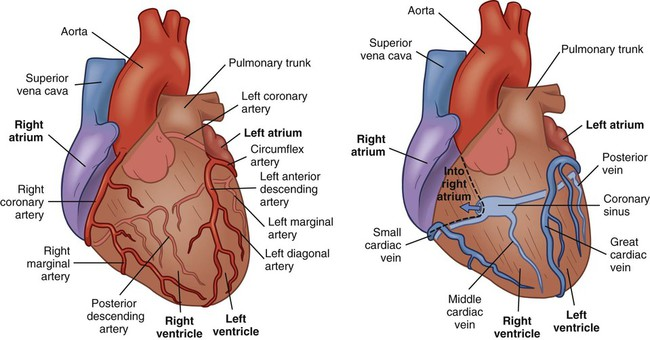 Aorta
Superior
vena cava
Right
atrium
Right
coronary
artery
Right
marginal
artery
Posterior
descending
artery
Right
ventricle
Left
ventricle
Pulmonary trunk
Left coronary
artery
Left atrium
Circumflex
artery
Left anterior
descending
artery
Left marginal
artery
Left diagonal
artery
Aorta
Superior
vena cava
Right
atrium
Into
right
atrium
Small
cardiac
vein
Middle
cardiac
vein
Right
ventricle
Left
ventricle
Pulmonary trunk
Left atrium
Posterior
vein
Coronary
sinus
Great
cardiac
vein